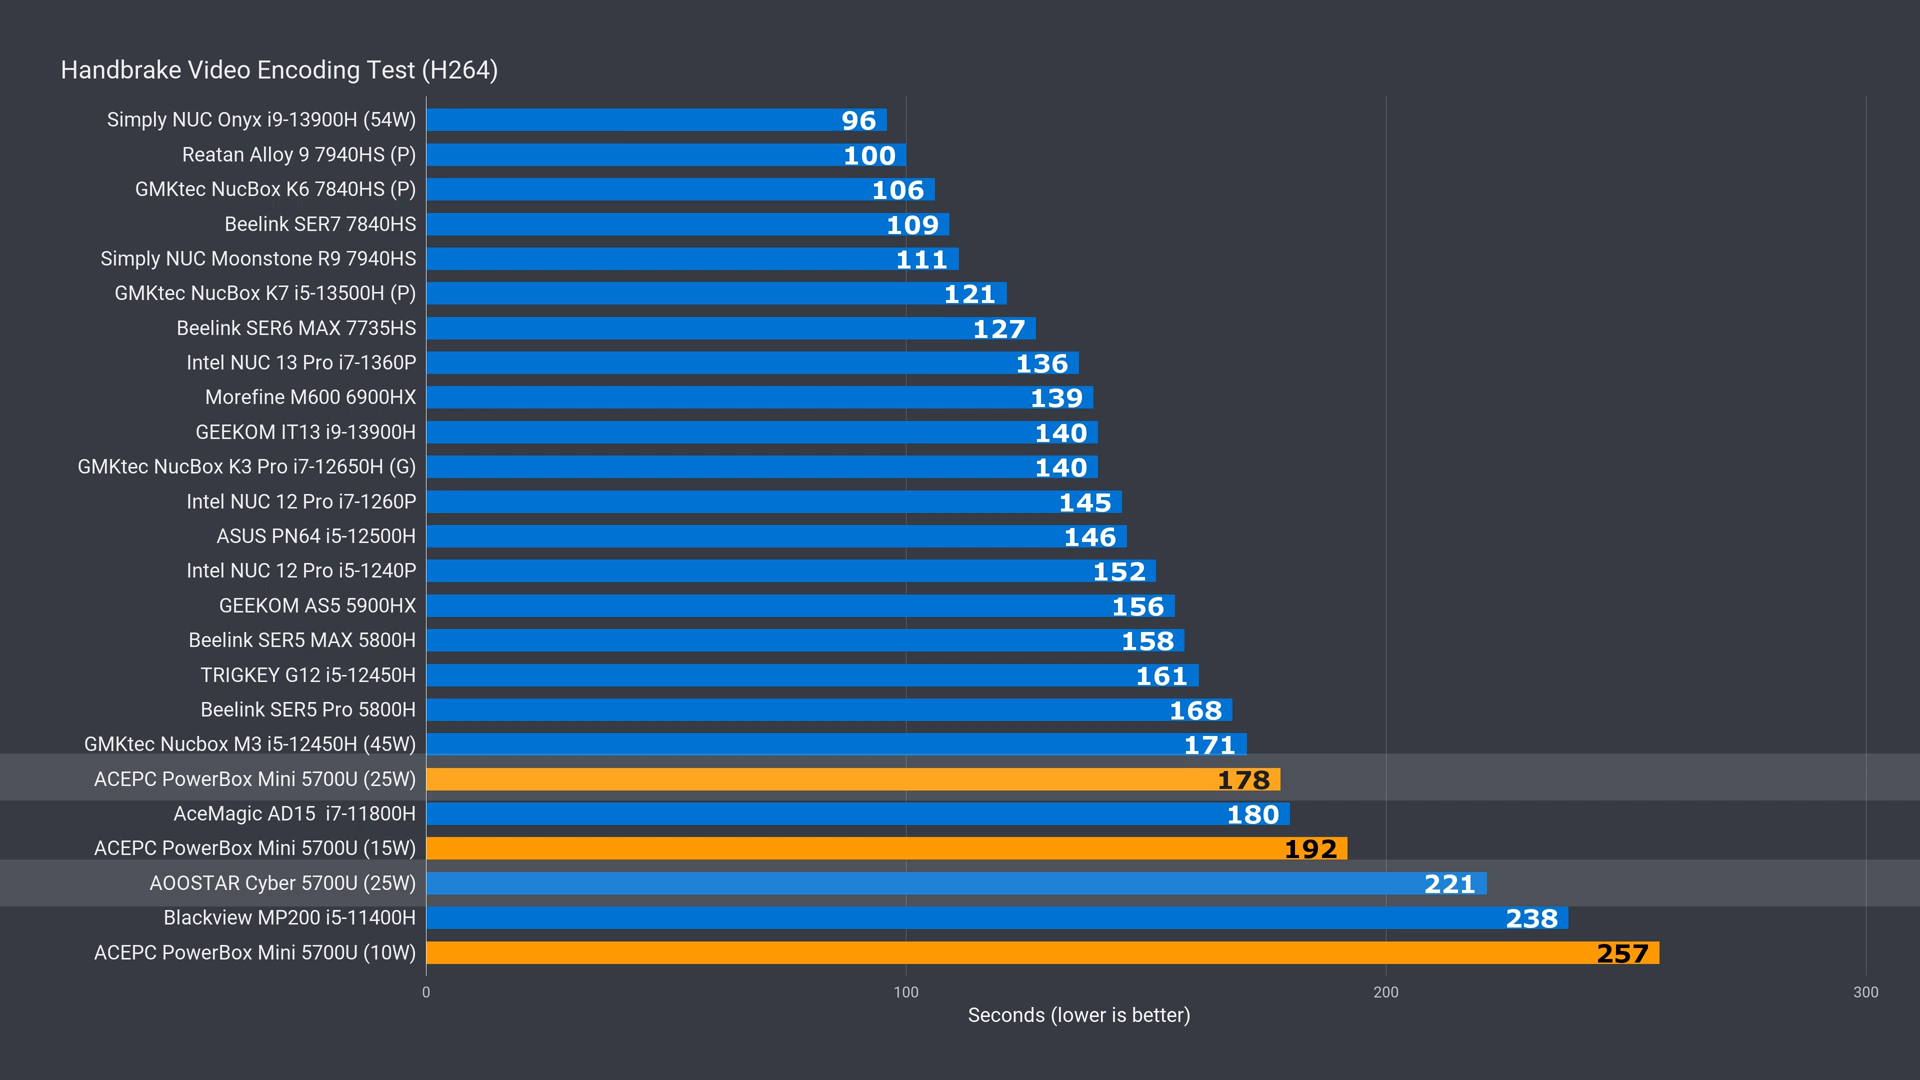 Handbrake Video Encoding Test (H264)
Simply NUC Onyx i9-13900H (54W) 96
Reatan Alloy 9 7940HS (P) 100
GMKtec NucBox K6 7840HS (P) 106
Beelink SER7 7840HS 109
Simply NUC Moonstone R9 7940HS 111
GMKtec NucBox K7 i5-13500H (P) 121
Beelink SER6 MAX 7735HS 127
Intel NUC 13 Pro i7-1360P 136
Morefine M600 6900HX 139
GEEKOM IT13 i9-13900H 140
GMKtec NucBox K3 Pro i7-12650H (G) 140
Intel NUC 12 Pro i7-1260P 145
ASUS PN64 i5-12500H 146
Intel NUC 12 Pro i5-1240P 152
GEEKOM AS5 5900HX 156
Beelink SER5 MAX 5800H 158
TRIGKEY G12 i5-12450H 161
Beelink SER5 Pro 5800H 168
GMKtec Nucbox M3 i5-12450H (45W) 171
ACEPC PowerBox Mini 5700U (25W) 178
AceMagic AD15 i7-11800H 180
ACEPC PowerBox Mini 5700U (15W) 192
AOOSTAR Cyber 5700U (25W) 221
Blackview MP200 i5-11400H 238
ACEPC PowerBox Mini 5700U (10W) 257
0 100 200 300
Seconds (lower is better)